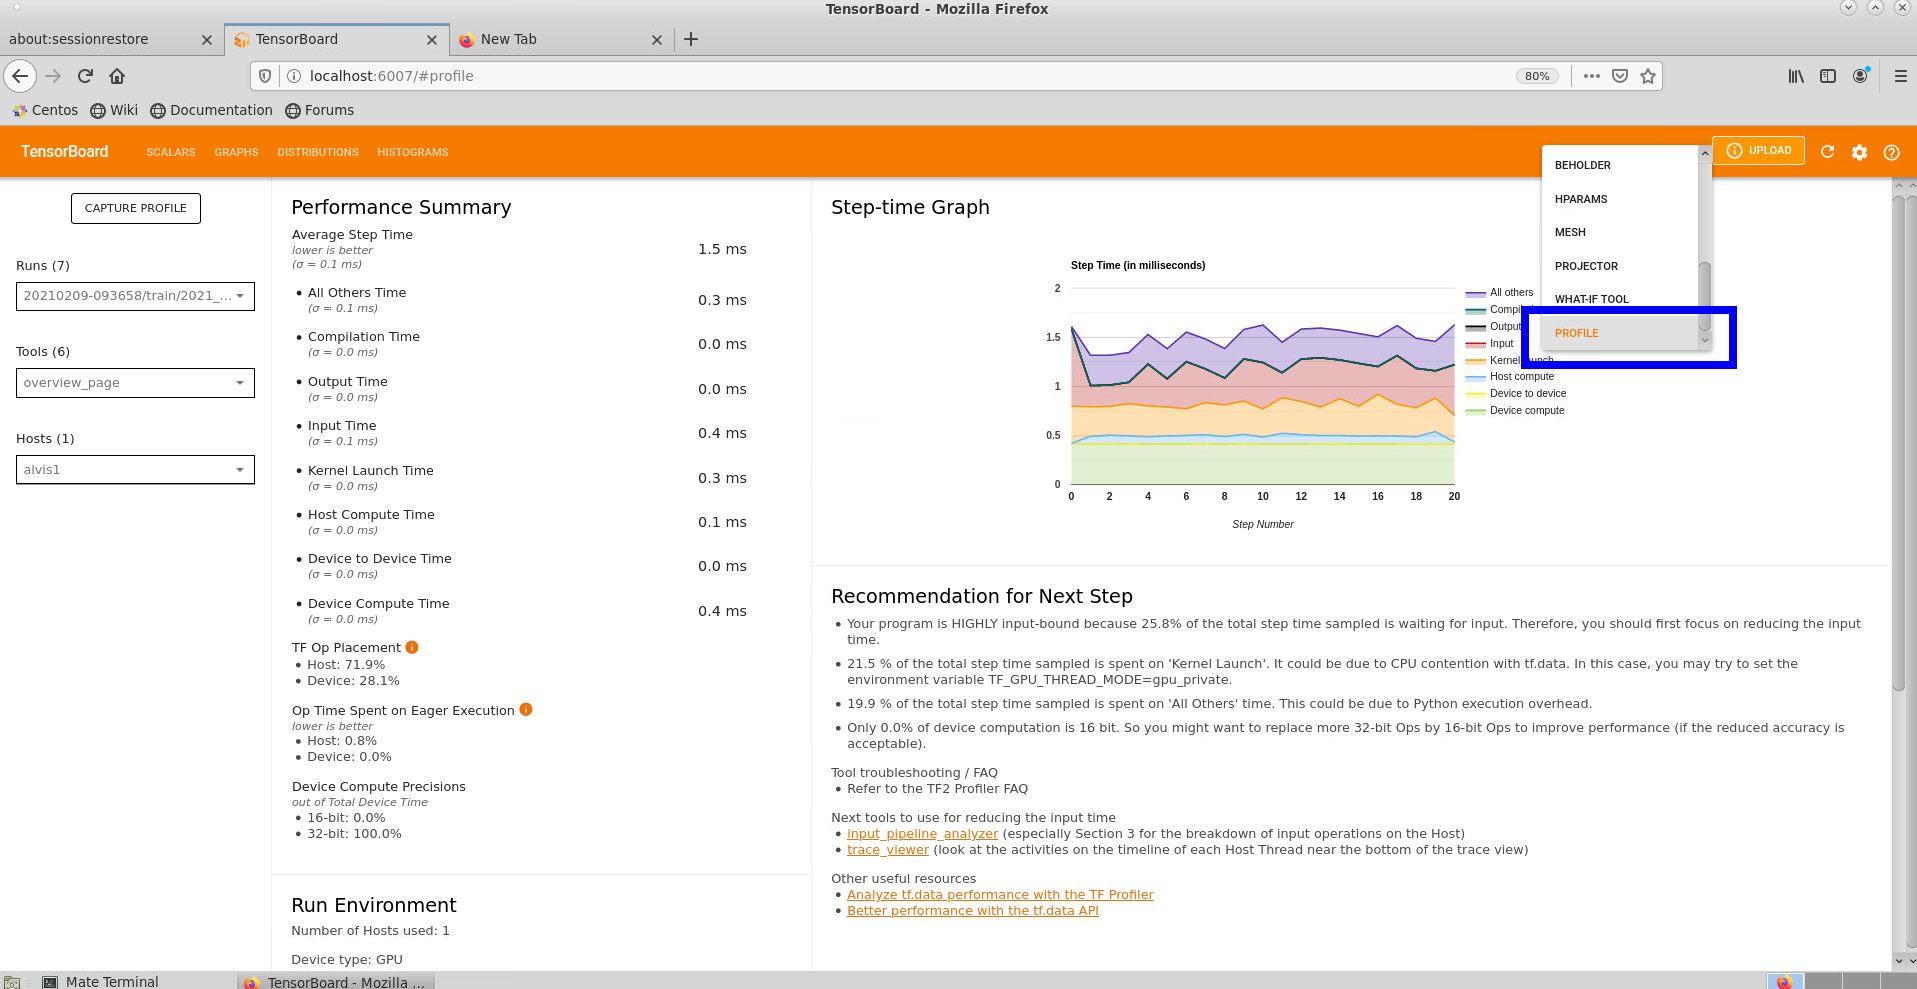 TensorBoard - Mozilla Firefox
about:sessionrestore
TensorBoard
New Tab
localhost:6007/#profile
80%
Centos
Wiki
Documentation
Forums
TensorBoard
SCALARS
GRAPHS
DISTRIBUTIONS
HISTOGRAMS
UPLOAD
BEHOLDER
HPARAMS
MESH
PROJECTOR
WHAT-IF TOOL
PROFILE
CAPTURE PROFILE
Runs (7)
20210209-093658/train/2021_...
Tools (6)
overview_page
Hosts (1)
alvis1
Performance Summary
Average Step Time
lower is better
(σ = 0.1 ms)
1.5 ms
• All Others Time
(σ = 0.1 ms)
0.3 ms
• Compilation Time
(σ = 0.0 ms)
0.0 ms
• Output Time
(σ = 0.0 ms)
0.0 ms
• Input Time
(σ = 0.1 ms)
0.4 ms
• Kernel Launch Time
(σ = 0.0 ms)
0.3 ms
• Host Compute Time
(σ = 0.0 ms)
0.1 ms
• Device to Device Time
(σ = 0.0 ms)
0.0 ms
• Device Compute Time
(σ = 0.0 ms)
0.4 ms
TF Op Placement
• Host: 71.9%
• Device: 28.1%
Op Time Spent on Eager Execution
lower is better
• Host: 0.8%
• Device: 0.0%
Device Compute Precisions
out of Total Device Time
• 16-bit: 0.0%
• 32-bit: 100.0%
Run Environment
Number of Hosts used: 1
Device type: GPU
Step-time Graph
Step Time (in milliseconds)
2
1.5
1
0.5
0
0 2 4 6 8 10 12 14 16 18 20
Step Number
All others
Output
Input
Host compute
Device to device
Device compute
Recommendation for Next Step
• Your program is HIGHLY input-bound because 25.8% of the total step time sampled is waiting for input. Therefore, you should first focus on reducing the input
time.
• 21.5 % of the total step time sampled is spent on 'Kernel Launch'. It could be due to CPU contention with tf.data. In this case, you may try to set the
environment variable TF_GPU_THREAD_MODE=gpu_private.
• 19.9 % of the total step time sampled is spent on 'All Others' time. This could be due to Python execution overhead.
• Only 0.0% of device computation is 16 bit. So you might want to replace more 32-bit Ops by 16-bit Ops to improve performance (if the reduced accuracy is
acceptable).
Tool troubleshooting / FAQ
• Refer to the TF2 Profiler FAQ
Next tools to use for reducing the input time
• input_pipeline_analyzer (especially Section 3 for the breakdown of input operations on the Host)
• trace_viewer (look at the activities on the timeline of each Host Thread near the bottom of the trace view)
Other useful resources
• Analyze tf.data performance with the TF Profiler
• Better performance with the tf.data API
Mate Terminal
TensorBoard - Mozilla ...